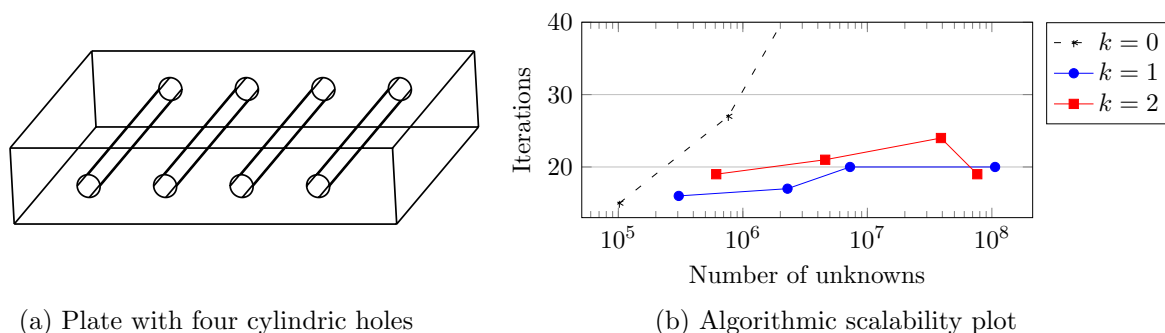 40
30
20
Iterations
10^5
10^6
10^7
10^8
Number of unknowns
k = 0
k = 1
k = 2
(a) Plate with four cylindric holes
(b) Algorithmic scalability plot